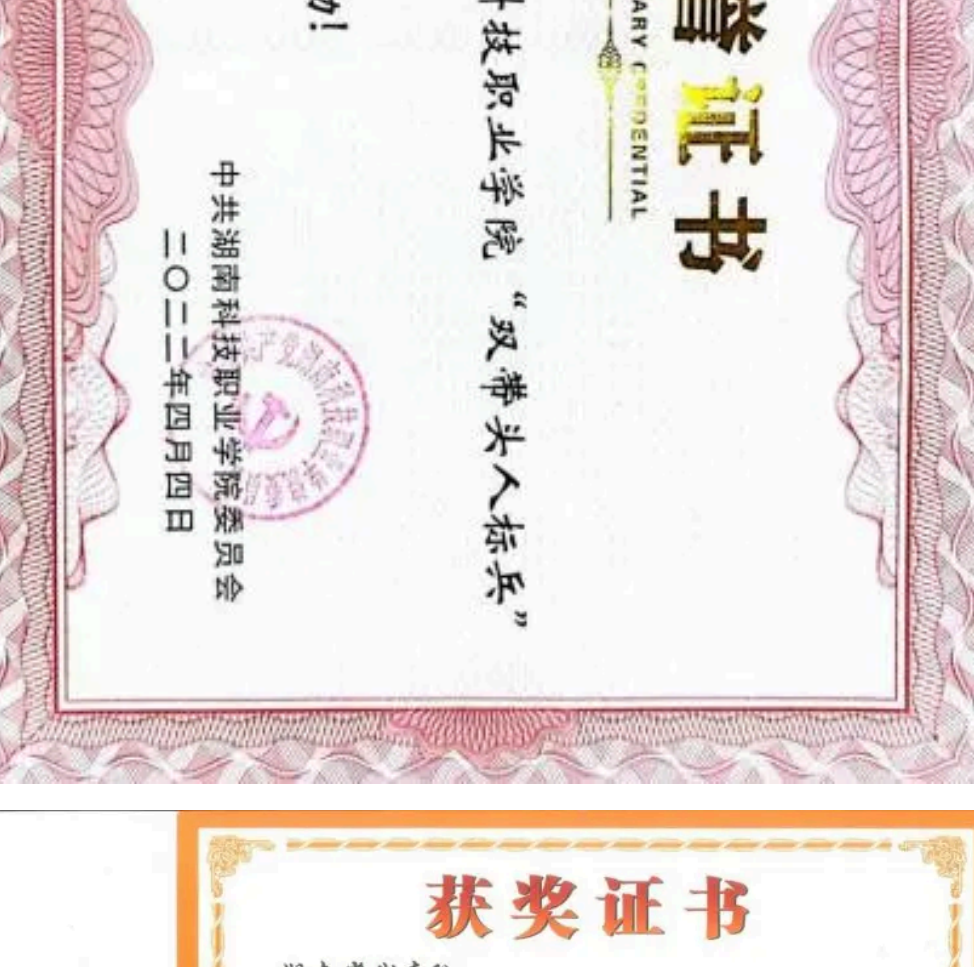 誉证书
ARY CREDENTIAL
科技职业学院“双带头人标兵”
励！
中共湖南科技职业学院委员会
二〇二二年四月四日
获奖证书